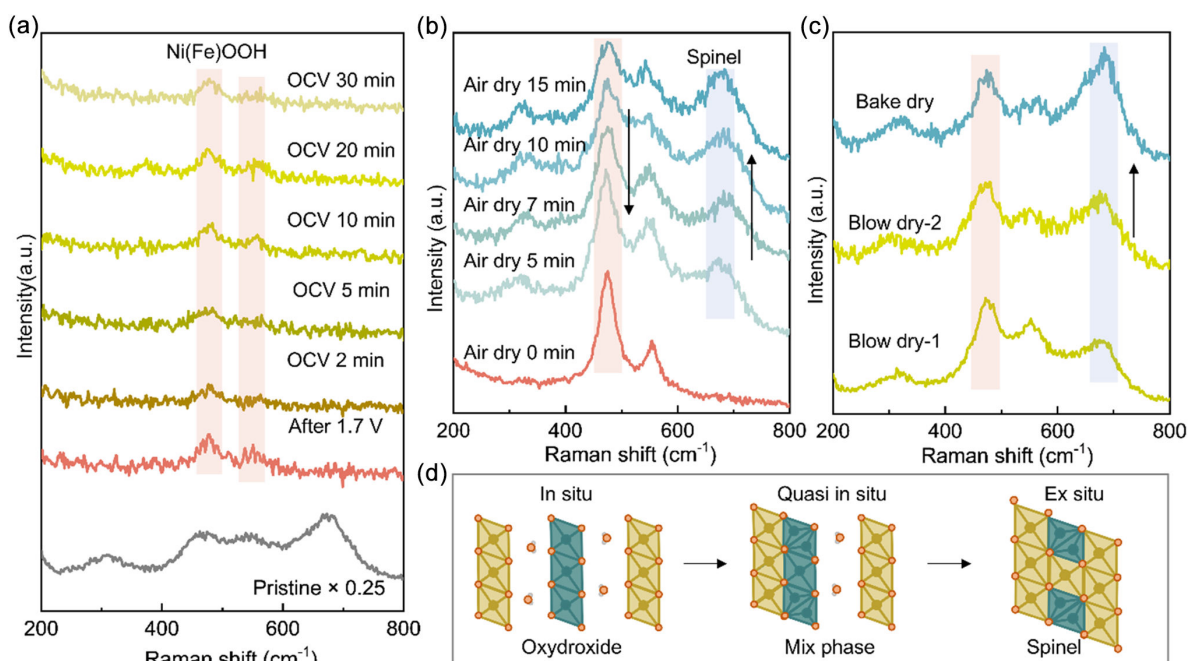 (a)
Ni(Fe)OOH
OCV 30 min
OCV 20 min
OCV 10 min
OCV 5 min
OCV 2 min
After 1.7 V
Pristine × 0.25
Intensity(a.u.)
200 400 600 800
Raman shift (cm⁻¹)
(b)
Spinel
Air dry 15 min
Air dry 10 min
Air dry 7 min
Air dry 5 min
Air dry 0 min
Intensity (a.u.)
200 400 600 800
Raman shift (cm⁻¹)
(c)
Bake dry
Blow dry-2
Blow dry-1
Intensity (a.u.)
200 400 600 800
Raman shift (cm⁻¹)
(d)
In situ Quasi in situ Ex situ
Oxydroxide Mix phase Spinel